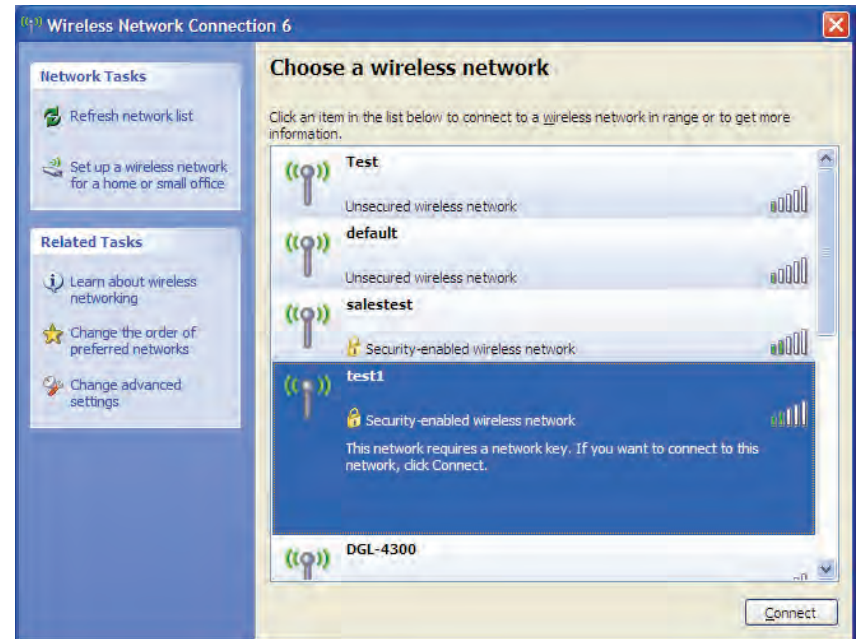 Wireless Network Connection 6
Network Tasks
Refresh network list
Set up a wireless network
for a home or small office
Related Tasks
Learn about wireless
networking
Change the order of
preferred networks
Change advanced
settings
Choose a wireless network
Click an item in the list below to connect to a wireless network in range or to get more
information.
Test
Unsecured wireless network
default
Unsecured wireless network
salestest
Security-enabled wireless network
test1
Security-enabled wireless network
This network requires a network key. If you want to connect to this
network, click Connect.
DGL-4300
Connect